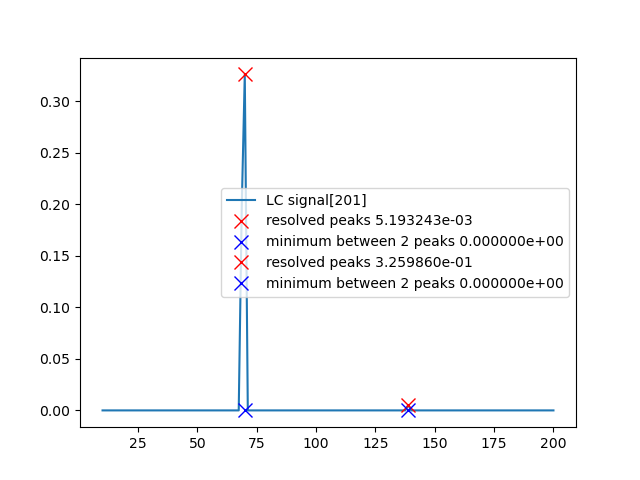 0.30
0.25
0.20
0.15
0.10
0.05
0.00
LC signal[201]
resolved peaks 5.193243e-03
minimum between 2 peaks 0.000000e+00
resolved peaks 3.259860e-01
minimum between 2 peaks 0.000000e+00
25 50 75 100 125 150 175 200